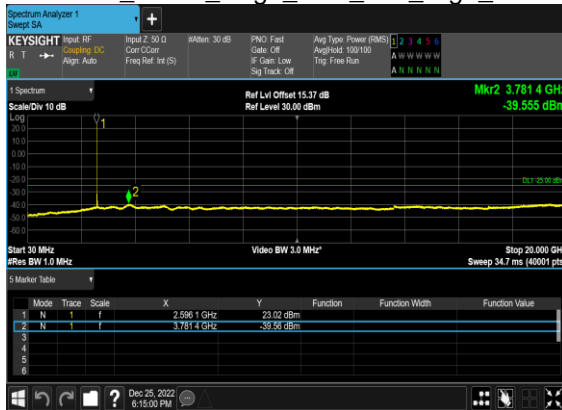 Spectrum Analyzer 1
Swept SA
+
KEYSIGHT Input: RF Input Z: 50 Ω #Atten: 30 dB PNO: Fast Avg Type: Power (RMS) 1 2 3 4 5 6
R T Coupling: DC Corr CCorr Gate: Off Avg|Hold: 100/100 A W W W W W
Align: Auto Freq Ref: Int (S) IF Gain: Low Trig: Free Run
LW Sig Track: Off A N N N N N
1 Spectrum Ref Lvl Offset 15.37 dB Mkr2 3.781 4 GHz
Scale/Div 10 dB Ref Level 30.00 dBm -39.555 dBm
Log
20.0
10.0
0.00
-10.0
-20.0
-30.0
-40.0
-50.0
-60.0
1
2
DL1 -25.00 dBm
Start 30 MHz Video BW 3.0 MHz* Stop 20.000 GH
#Res BW 1.0 MHz Sweep 34.7 ms (40001 pts
5 Marker Table
Mode Trace Scale X Y Function Function Width Function Value
1 N 1 f 2.596 1 GHz 23.02 dBm
2 N 1 f 3.781 4 GHz -39.56 dBm
3
4
5
6
? Dec 25, 2022
6:15:00 PM